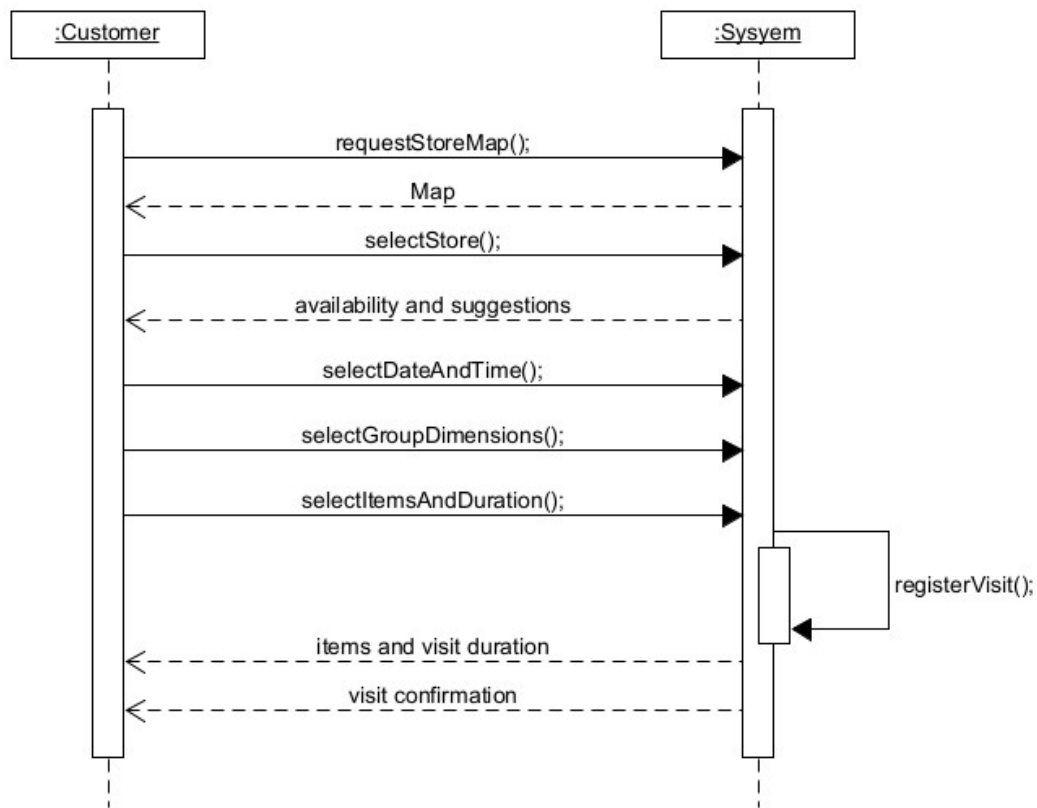 :Customer
:Sysyem
requestStoreMap();
Map
selectStore();
availability and suggestions
selectDateAndTime();
selectGroupDimensions();
selectItemsAndDuration();
registerVisit();
items and visit duration
visit confirmation